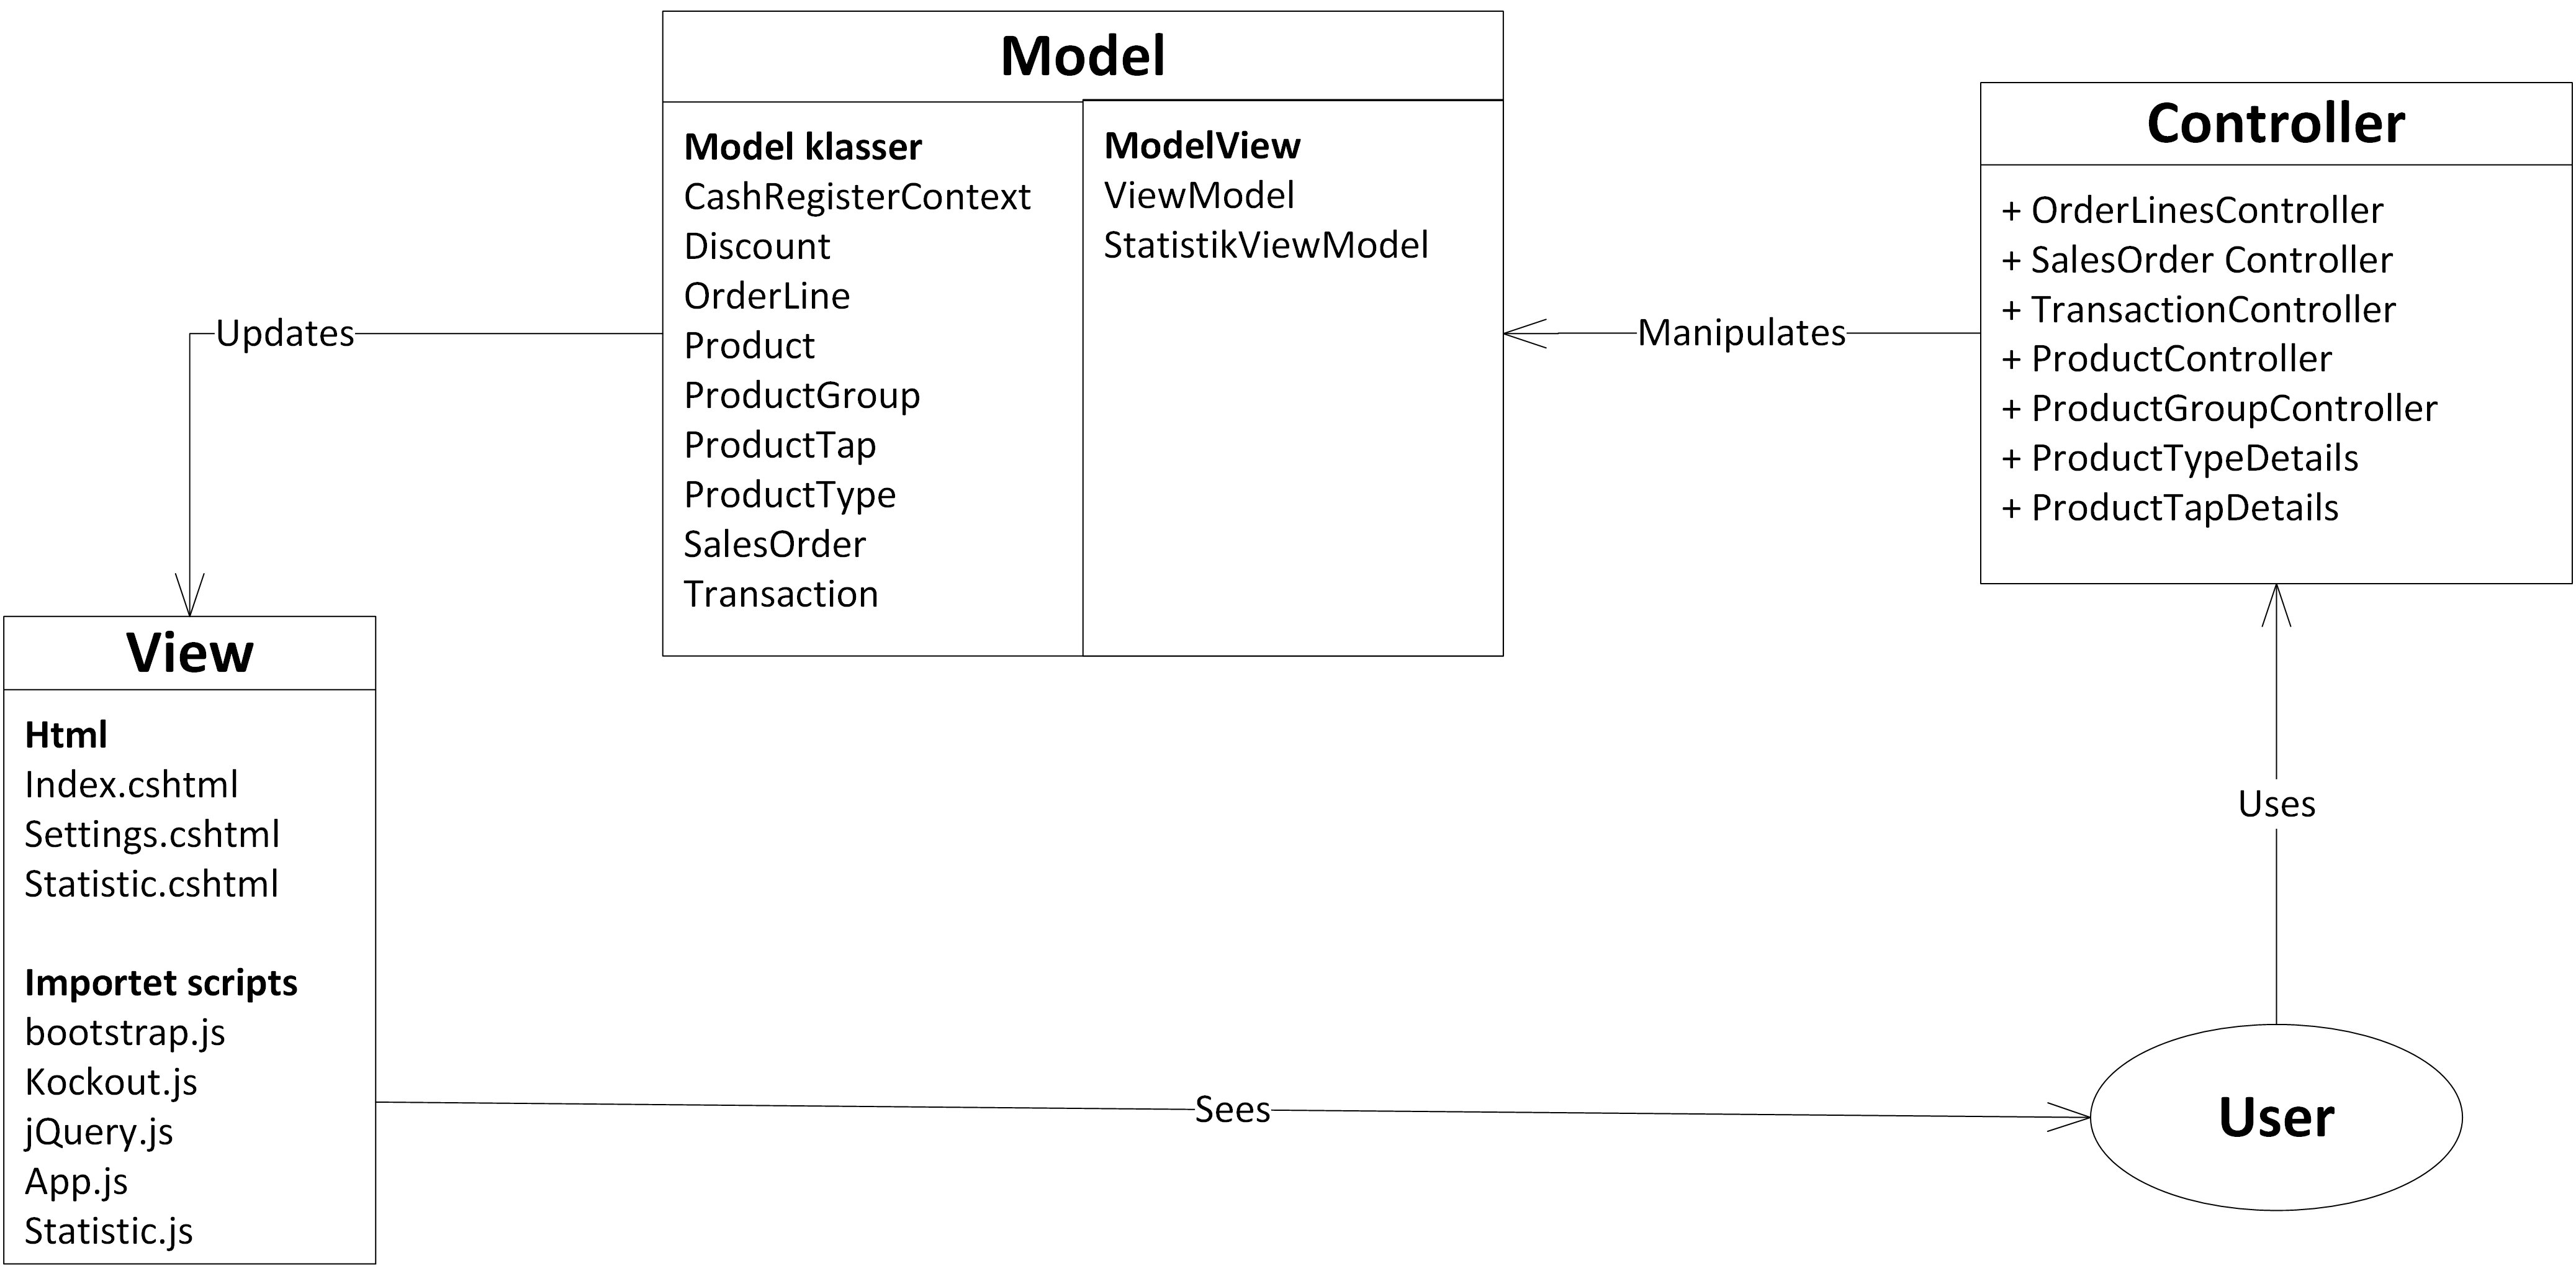 Model
Model klasser
CashRegisterContext
Discount
OrderLine
Product
ProductGroup
ProductTap
ProductType
SalesOrder
Transaction
ModelView
ViewModel
StatistikViewModel
Controller
+ OrderLinesController
+ SalesOrder Controller
+ TransactionController
+ ProductController
+ ProductGroupController
+ ProductTypeDetails
+ ProductTapDetails
Updates
Manipulates
View
Html
Index.cshtml
Settings.cshtml
Statistic.cshtml
Importet scripts
bootstrap.js
Kockout.js
jQuery.js
App.js
Statistic.js
Uses
Sees
User